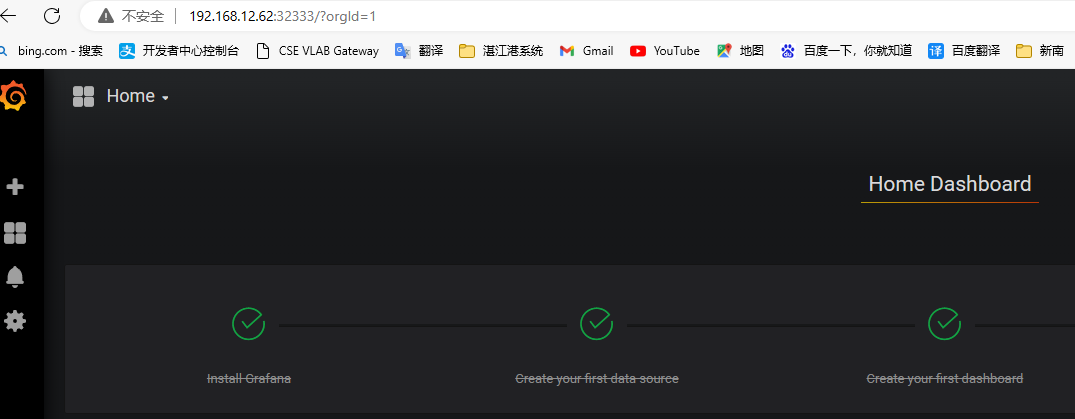 不安全 192.168.12.62:32333/?orgId=1
bing.com - 搜索 开发者中心控制台 CSE VLAB Gateway 翻译 湛江港系统 Gmail YouTube 地图 百度一下，你就知道 译 百度翻译 新南
Home
Home Dashboard
Install Grafana Create your first data source Create your first dashboard